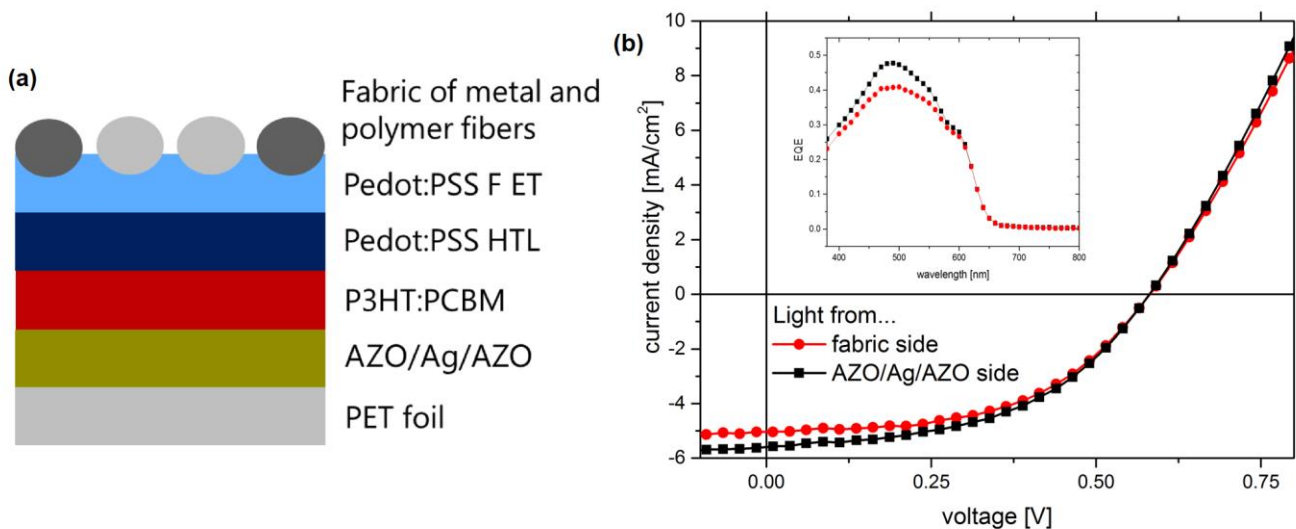 (a)
Fabric of metal and
polymer fibers
Pedot:PSS F ET
Pedot:PSS HTL
P3HT:PCBM
AZO/Ag/AZO
PET foil
(b)
current density [mA/cm²]
10
8
6
4
2
0
-2
-4
-6
0.00
0.25
0.50
0.75
voltage [V]
EQE
0.5
0.4
0.3
0.2
0.1
0.0
400
500
600
700
800
wavelength [nm]
Light from...
fabric side
AZO/Ag/AZO side